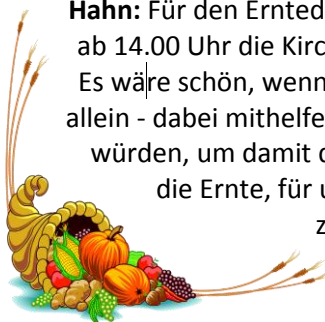 Hahn: Für den Ernted
ab 14.00 Uhr die Kirc
Es wäre schön, wenn
allein - dabei mithelfe
würden, um damit
die Ernte, für